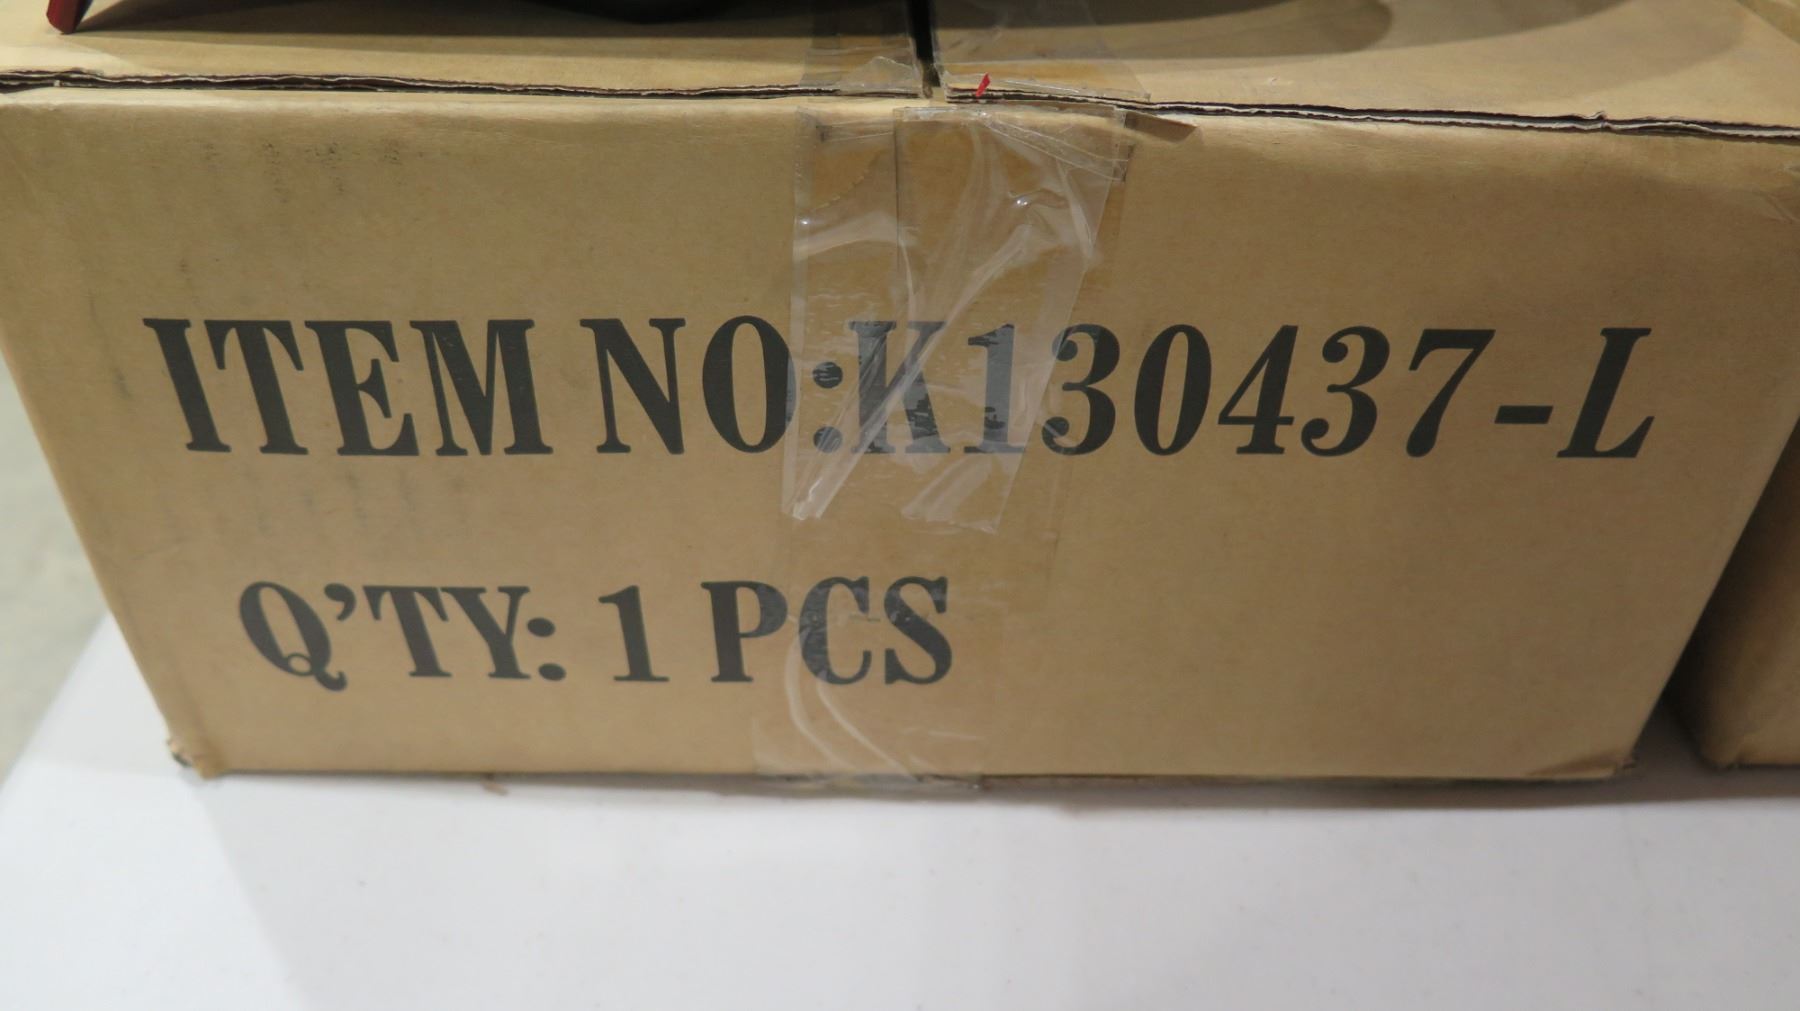 ITEM NO:K130437-L
Q'TY: 1 PCS